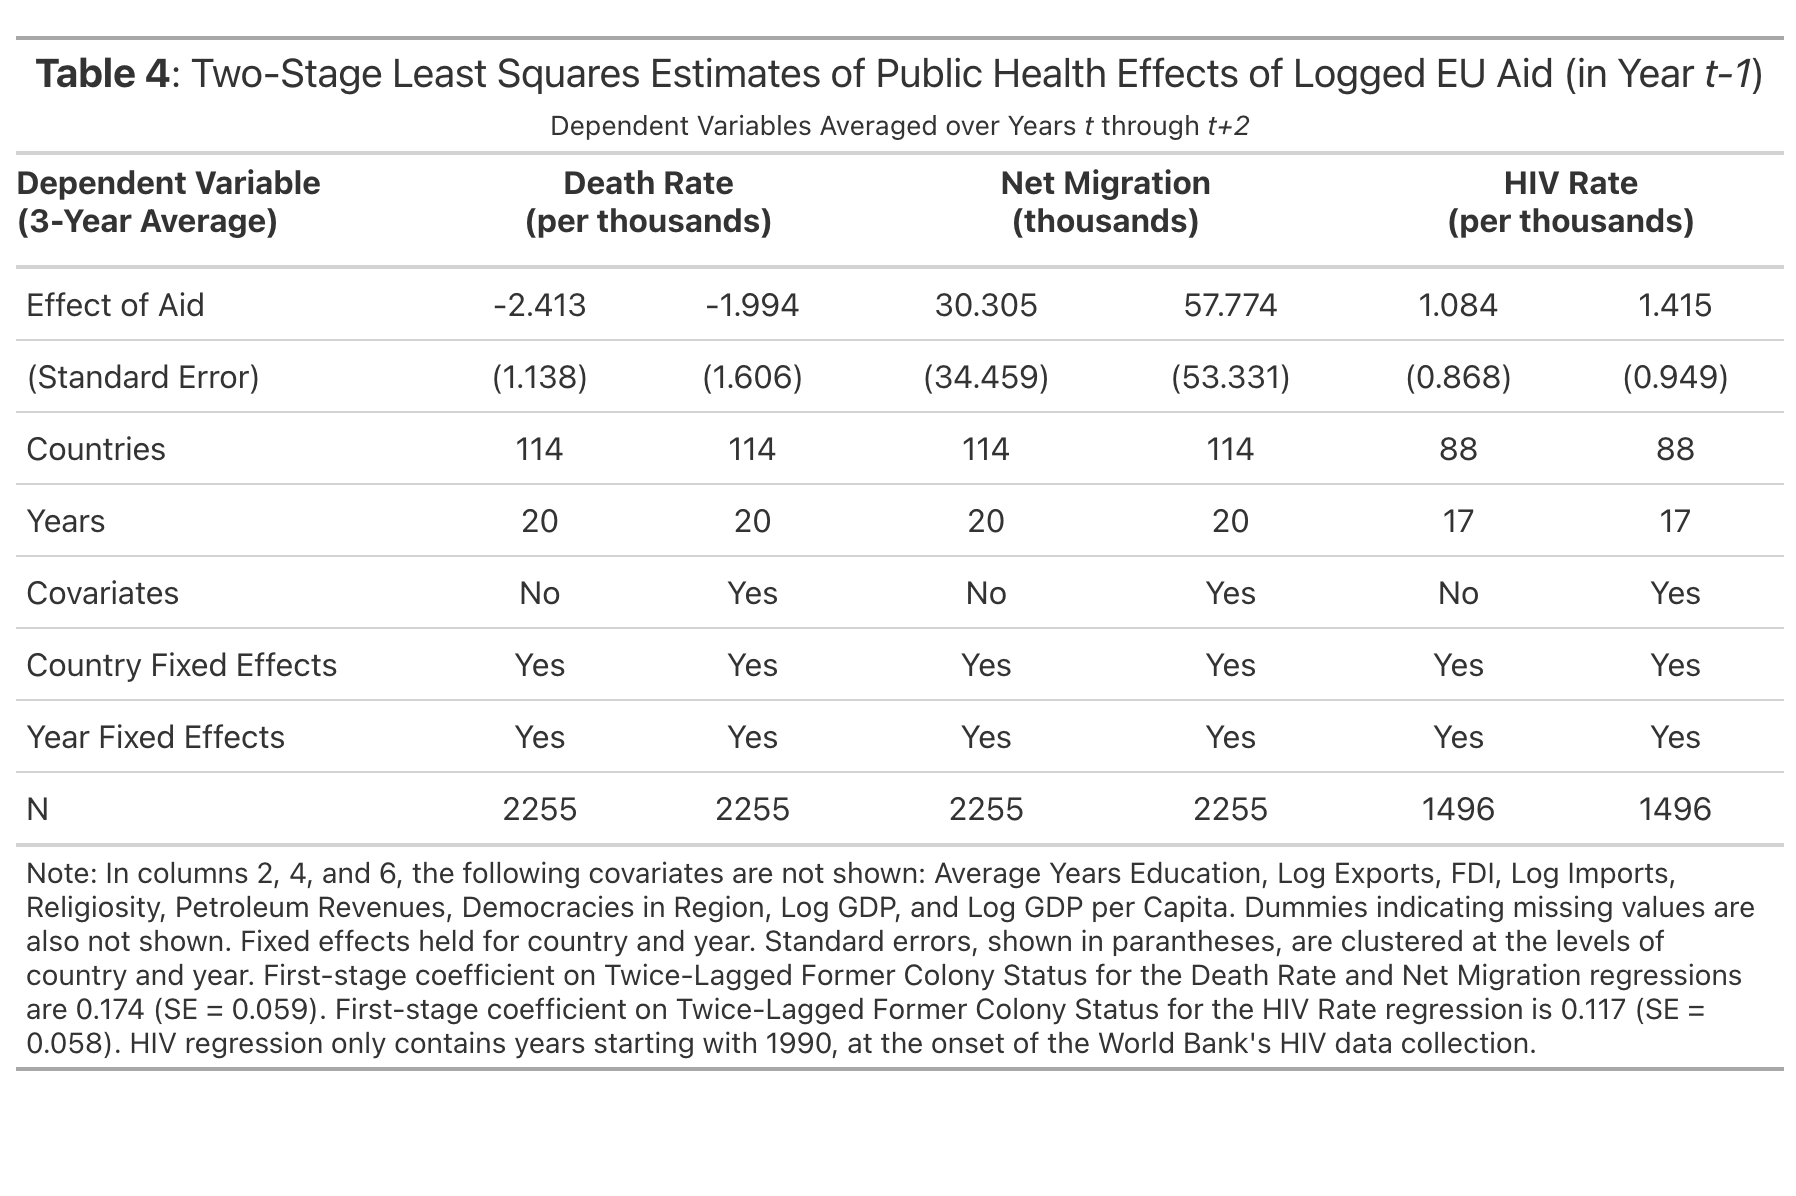 Table 4: Two-Stage Least Squares Estimates of Public Health Effects of Logged EU Aid (in Year t-1)
Dependent Variables Averaged over Years t through t+2
Dependent Variable Death Rate Net Migration HIV Rate
(3-Year Average) (per thousands) (thousands) (per thousands)
Effect of Aid -2.413 -1.994 30.305 57.774 1.084 1.415
(Standard Error) (1.138) (1.606) (34.459) (53.331) (0.868) (0.949)
Countries 114 114 114 114 88 88
Years 20 20 20 20 17 17
Covariates No Yes No Yes No Yes
Country Fixed Effects Yes Yes Yes Yes Yes Yes
Year Fixed Effects Yes Yes Yes Yes Yes Yes
N 2255 2255 2255 2255 1496 1496
Note: In columns 2, 4, and 6, the following covariates are not shown: Average Years Education, Log Exports, FDI, Log Imports,
Religiosity, Petroleum Revenues, Democracies in Region, Log GDP, and Log GDP per Capita. Dummies indicating missing values are
also not shown. Fixed effects held for country and year. Standard errors, shown in parantheses, are clustered at the levels of
country and year. First-stage coefficient on Twice-Lagged Former Colony Status for the Death Rate and Net Migration regressions
are 0.174 (SE = 0.059). First-stage coefficient on Twice-Lagged Former Colony Status for the HIV Rate regression is 0.117 (SE =
0.058). HIV regression only contains years starting with 1990, at the onset of the World Bank's HIV data collection.